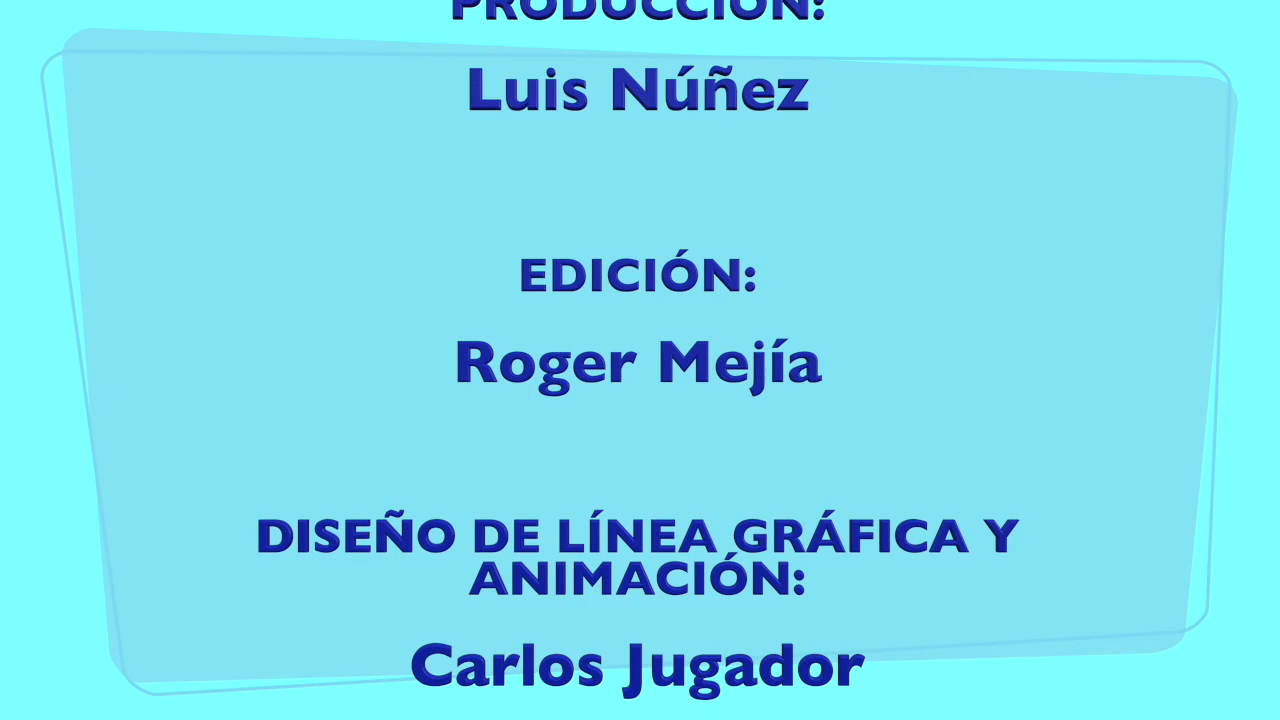 PRODUCCIÓN:
Luis Núñez
EDICIÓN:
Roger Mejía
DISEÑO DE LÍNEA GRÁFICA Y
ANIMACIÓN:
Carlos Jugador